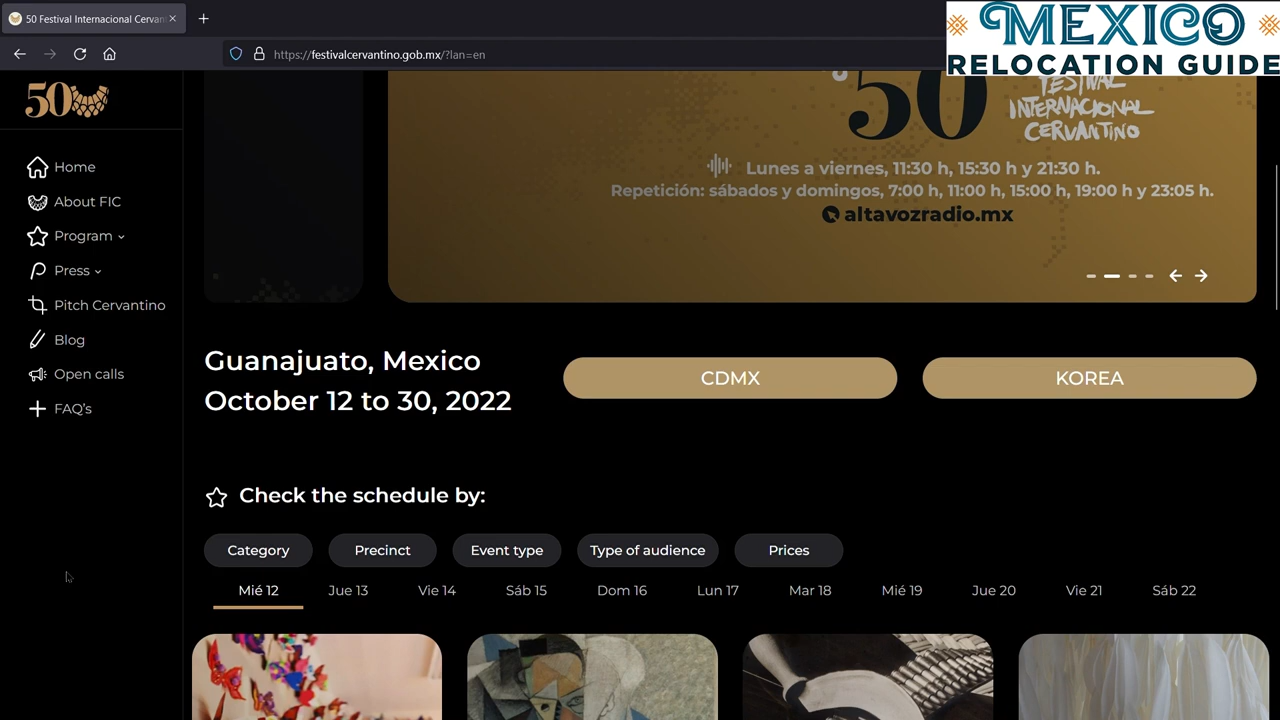 50 Festival Internacional Cervan
MEXICO
RELOCATION GUIDE
https://festivalcervantino.gob.mx/?lan=en
50
Home
About FIC
Program
Press
Pitch Cervantino
Blog
Open calls
FAQ's
50
FESTIVAL
INTERNACIONAL
CERVANTINO
Lunes a viernes, 11:30 h, 15:30 h y 21:30 h.
Repetición: sábados y domingos, 7:00 h, 11:00 h, 15:00 h, 19:00 h y 23:05 h.
altavozradio.mx
Guanajuato, Mexico
October 12 to 30, 2022
CDMX
KOREA
Check the schedule by:
Category Precinct Event type Type of audience Prices
Mié 12 Jue 13 Vie 14 Sáb 15 Dom 16 Lun 17 Mar 18 Mié 19 Jue 20 Vie 21 Sáb 22